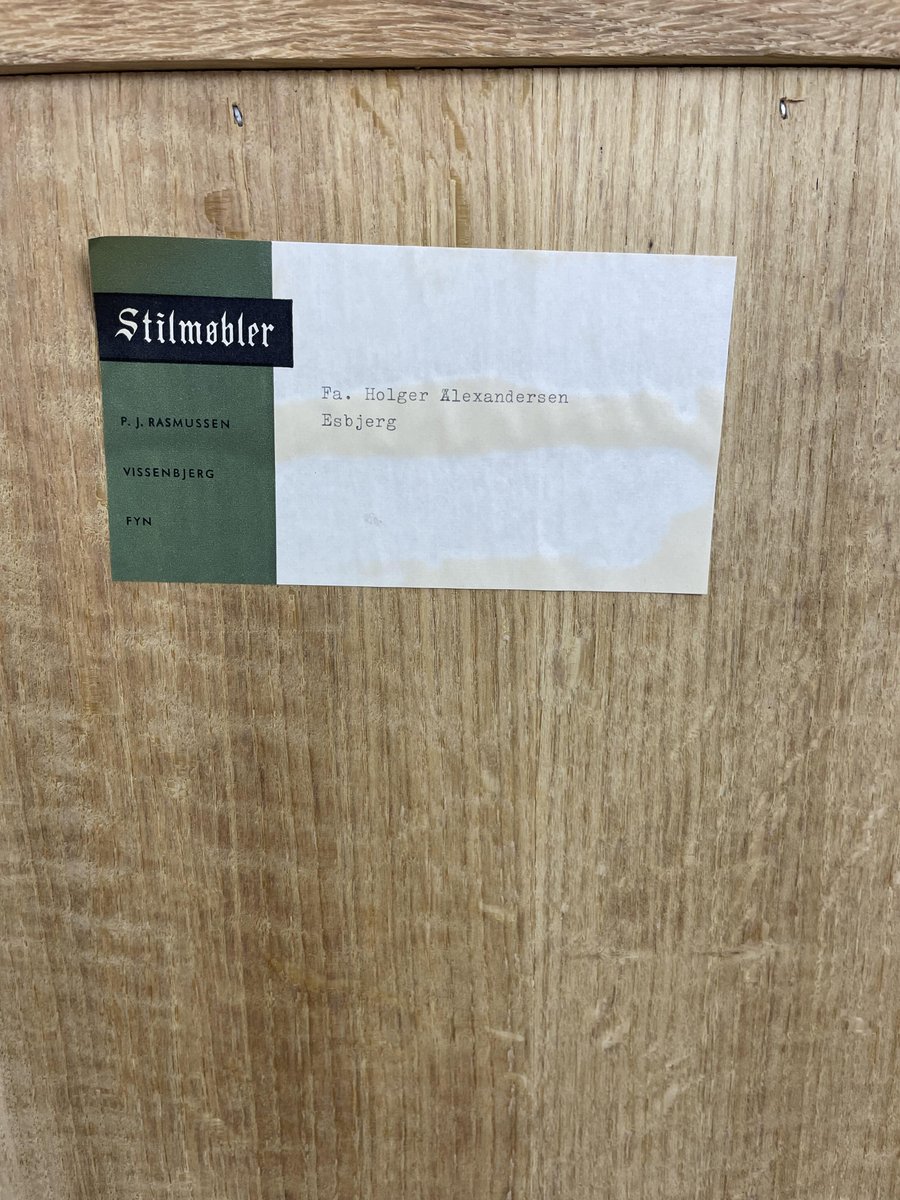 Stilmøbler
P. J. RASMUSSEN
VISSENBJERG
FYN
Fa. Holger Alexandersen
Esbjerg